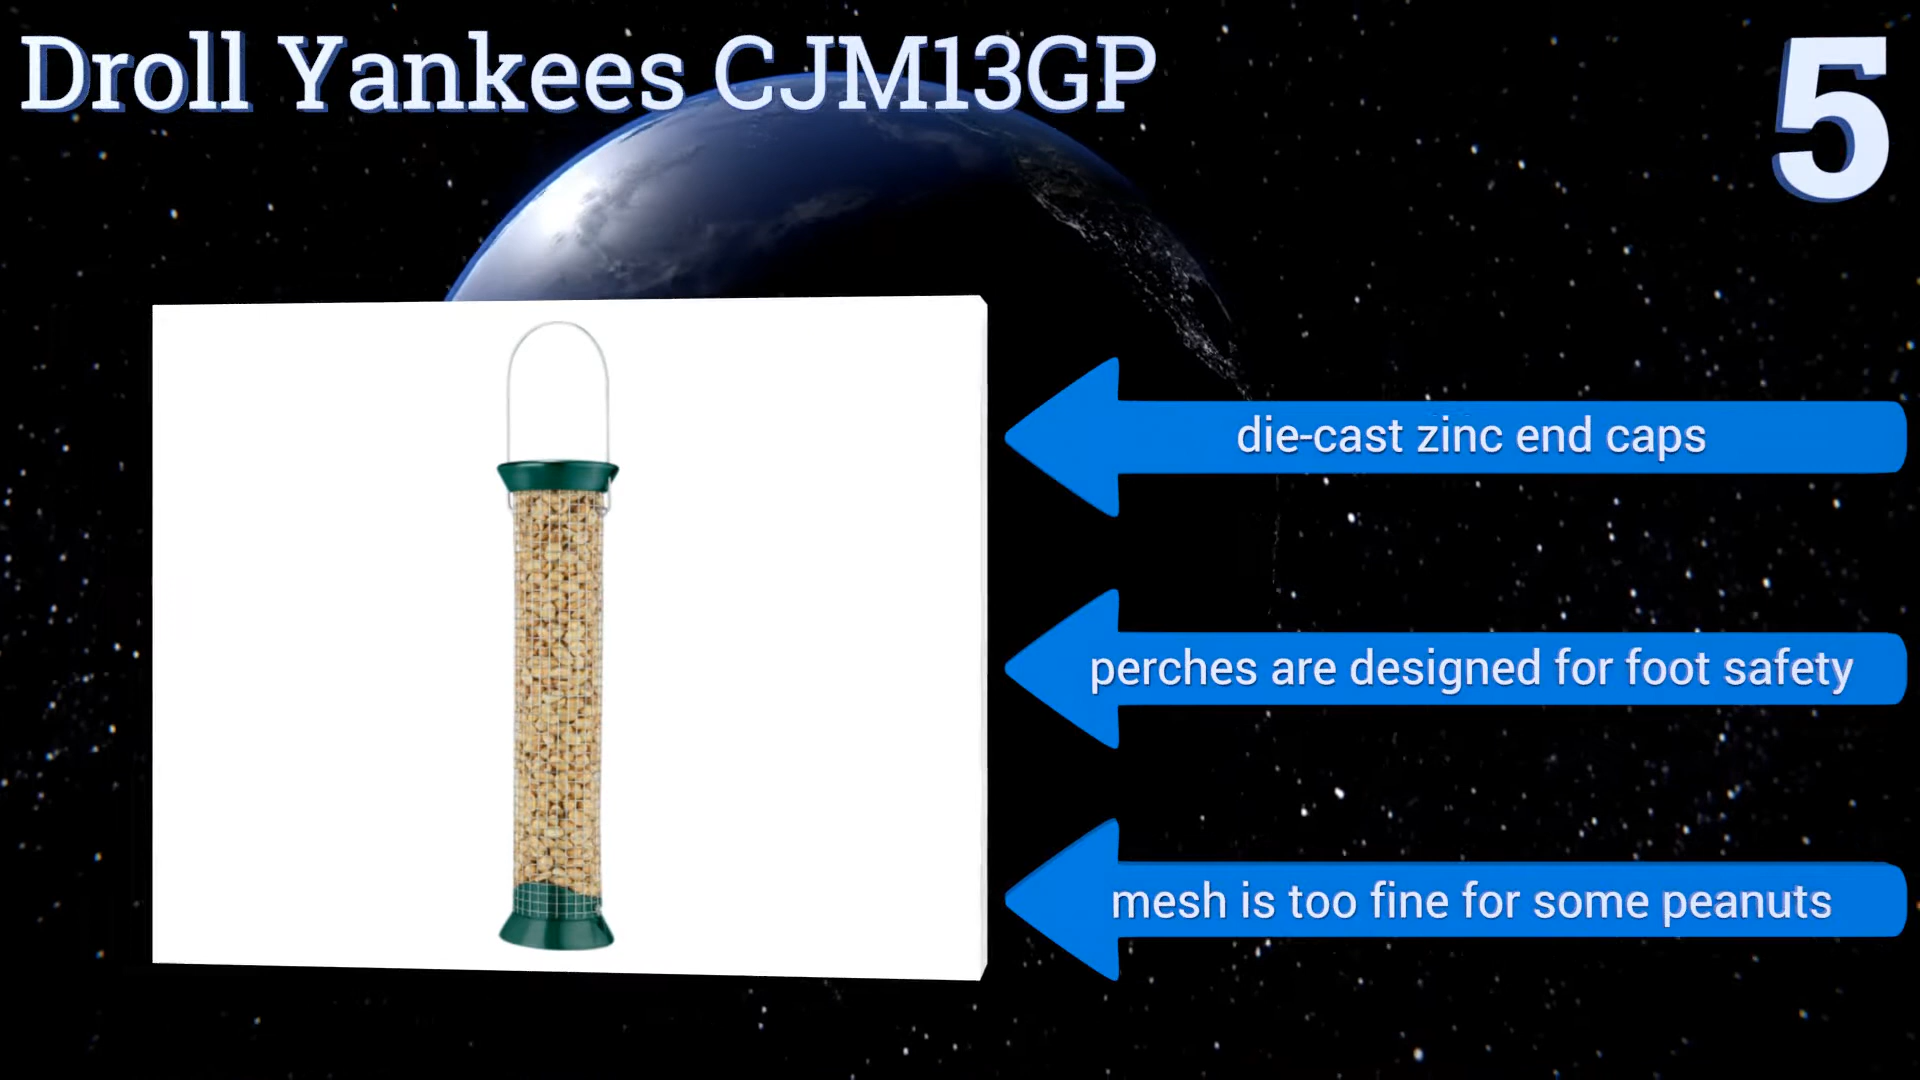 Droll Yankees CJM13GP
5
die-cast zinc end caps
perches are designed for foot safety
mesh is too fine for some peanuts